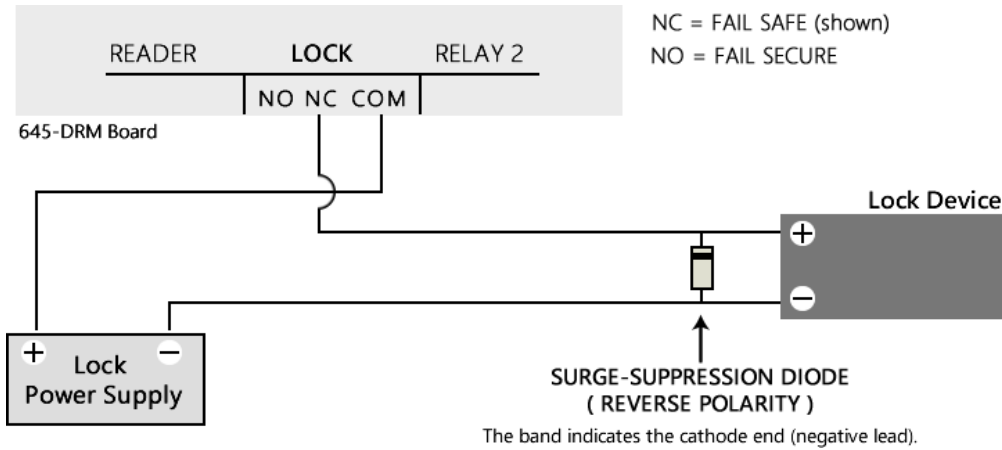 NC = FAIL SAFE (shown)
NO = FAIL SECURE
READER LOCK RELAY 2
NO NC COM
645-DRM Board
Lock Device
+
−
+ −
Lock
Power Supply
SURGE-SUPPRESSION DIODE
( REVERSE POLARITY )
The band indicates the cathode end (negative lead).